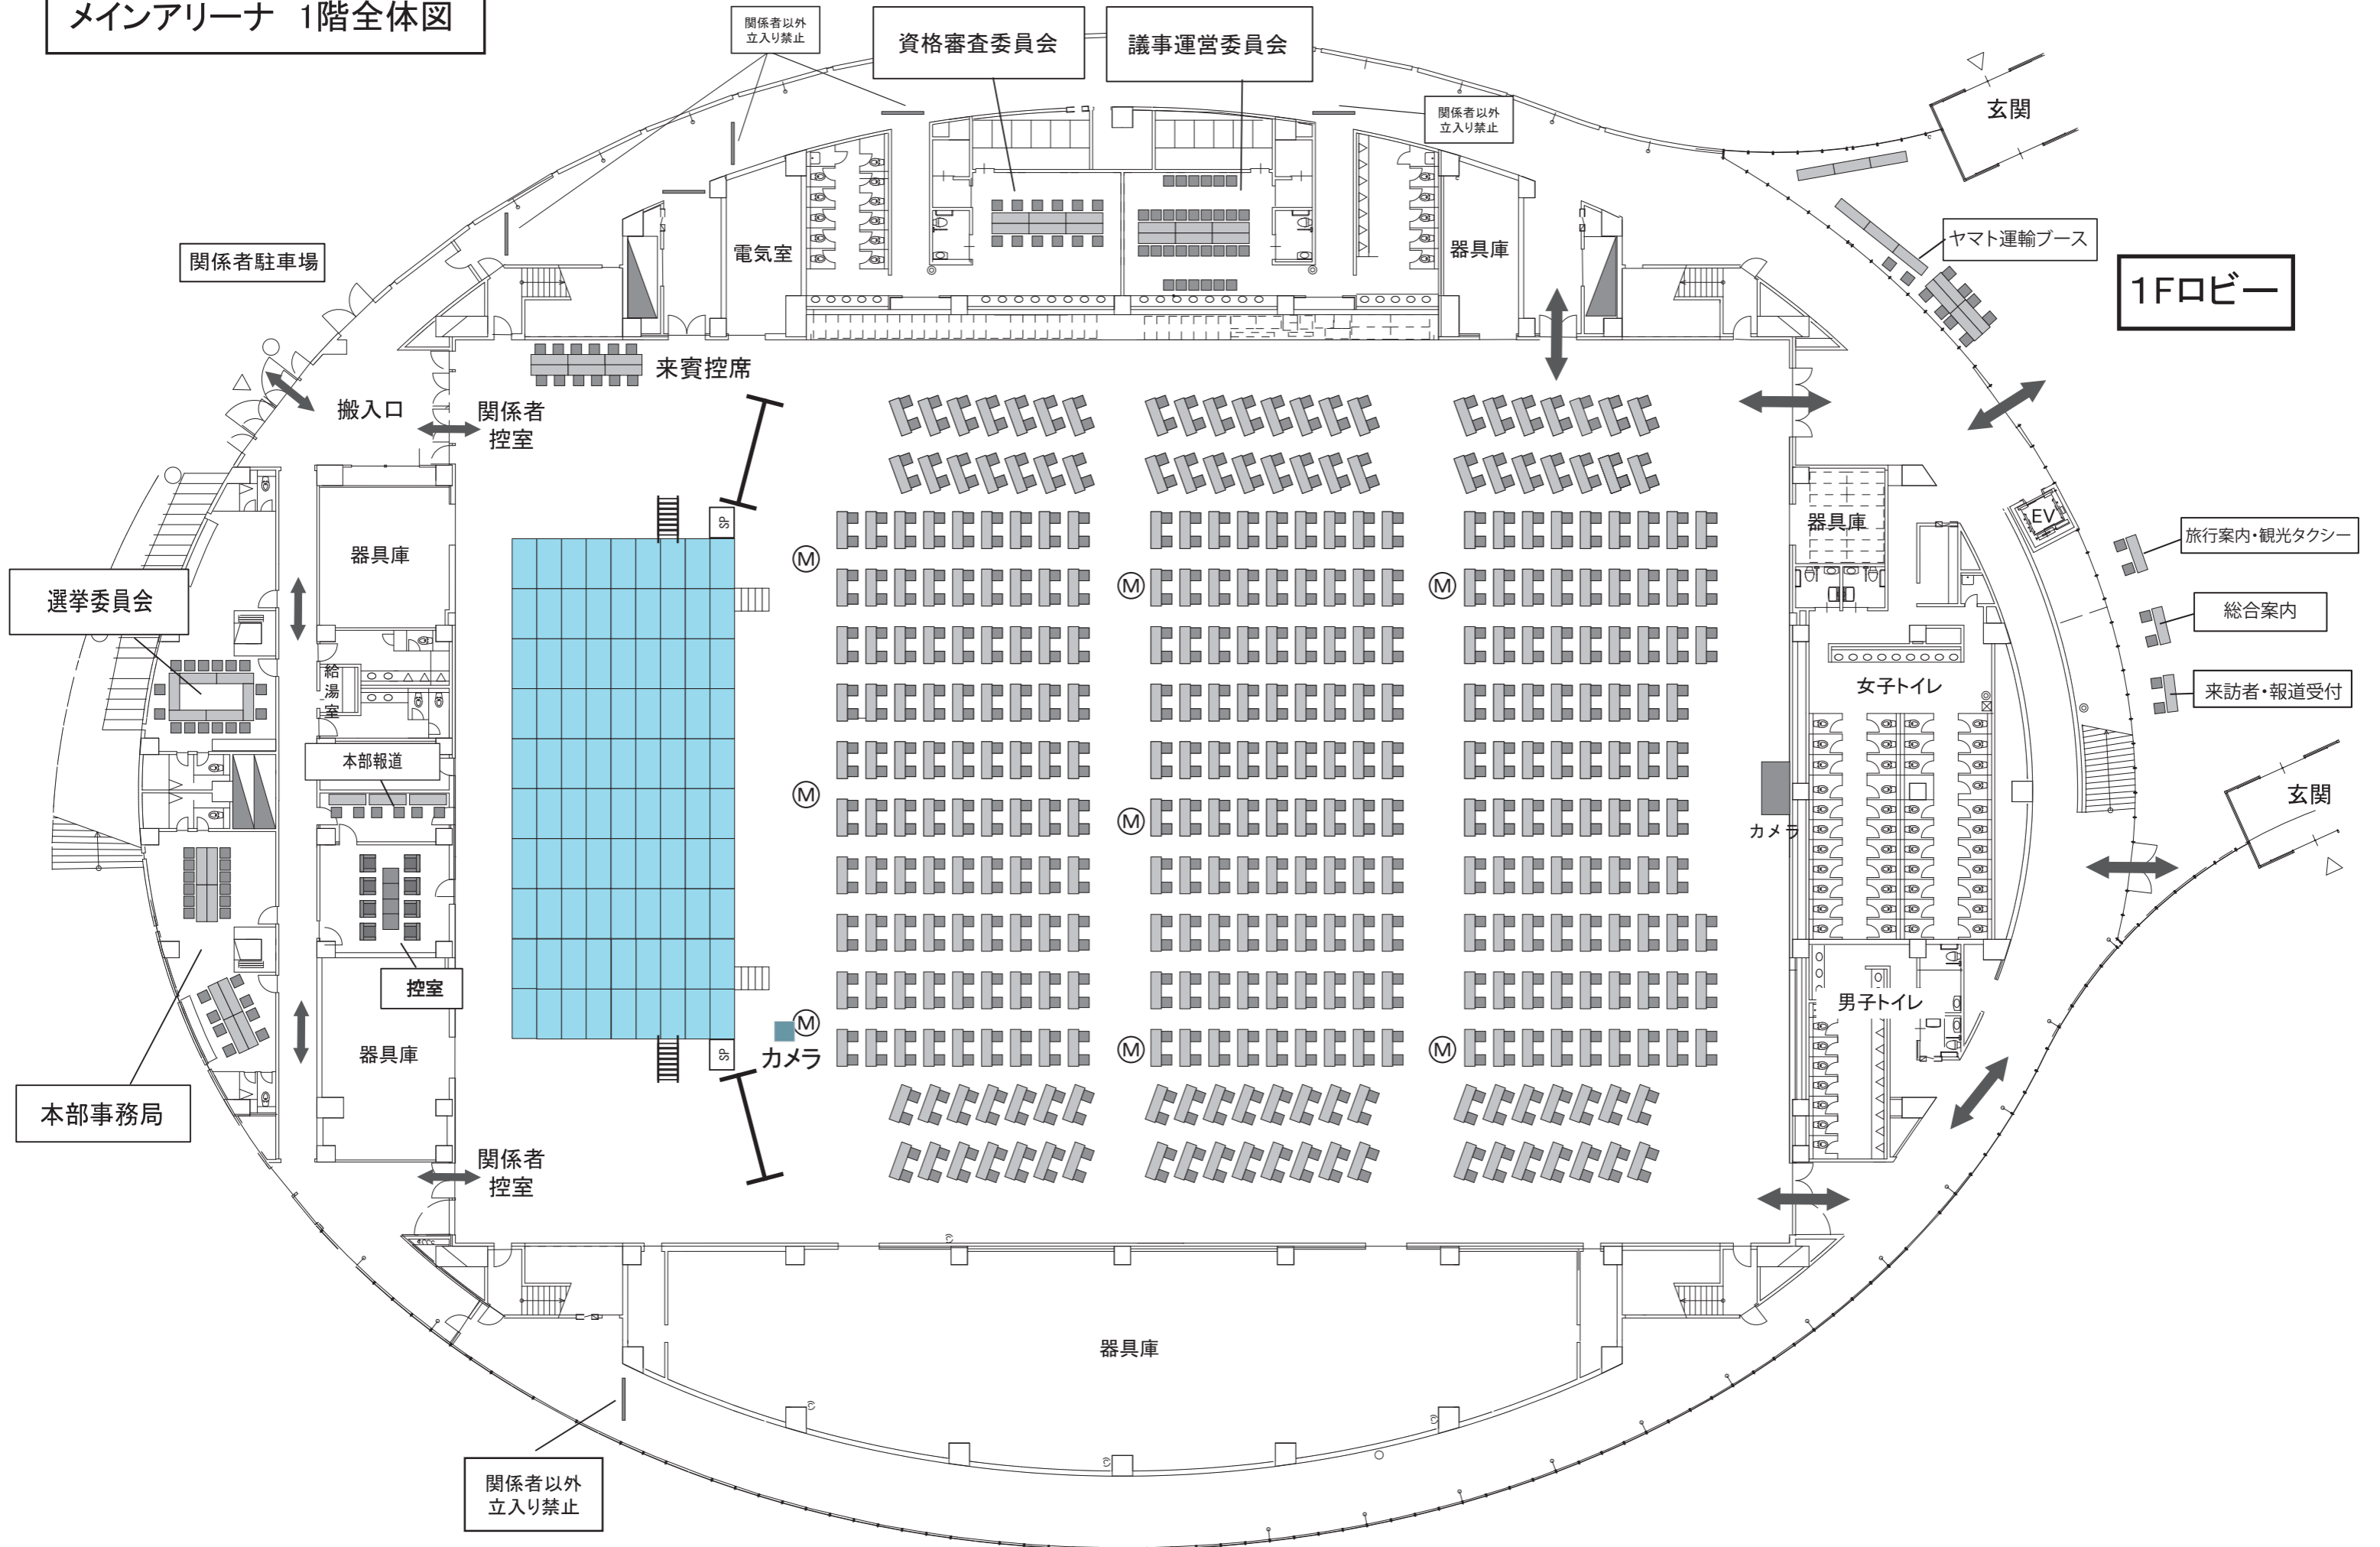 メインアリーナ 1階全体図
関係者以外
立入り禁止
資格審査委員会
議事運営委員会
関係者以外
立入り禁止
玄関
ヤマト運輸ブース
1Fロビー
関係者駐車場
電気室
器具庫
来賓控席
搬入口
関係者
控室
SP
器具庫
器具庫
EV
旅行案内・観光タクシー
総合案内
来訪者・報道受付
選挙委員会
給湯室
M
M
M
女子トイレ
本部報道
M
M
カメラ
玄関
控室
男子トイレ
M
M
M
カメラ
SP
器具庫
本部事務局
関係者
控室
器具庫
関係者以外
立入り禁止